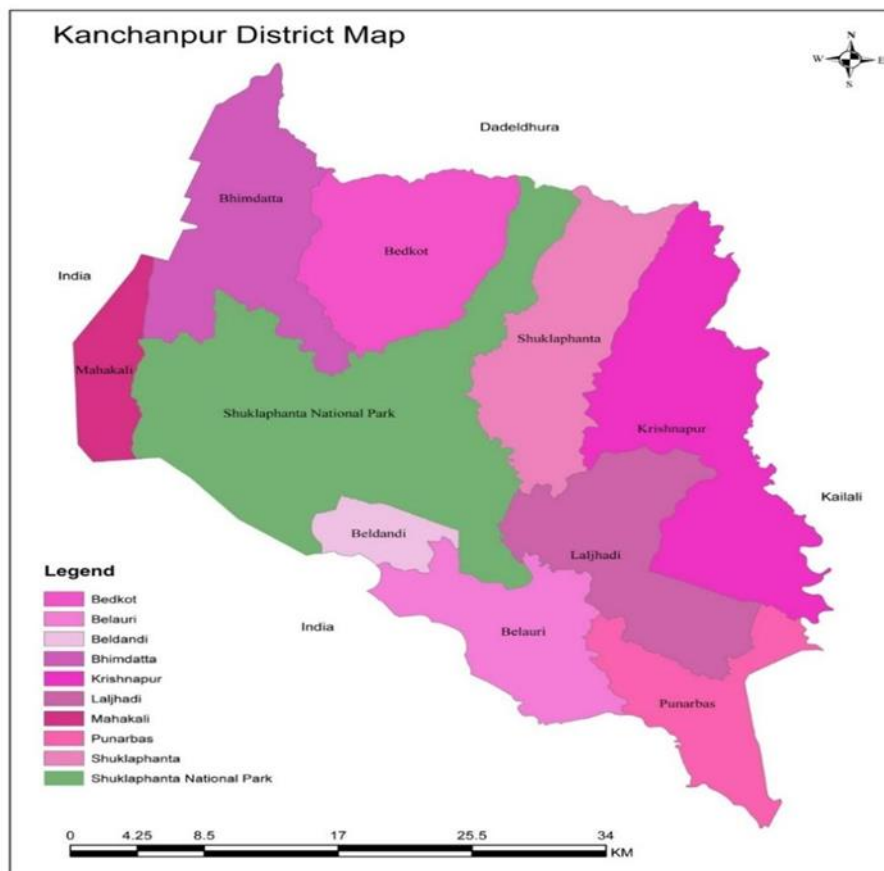 Kanchanpur District Map
N
W E
S
Dadeldhura
Bhimdatta
Bedkot
India
Shuklaphanta
Mahakali
Shuklaphanta National Park
Krishnapur
Kailali
Beldandi
Laljhadi
India
Belauri
Punarbas
Legend
Bedkot
Belauri
Beldandi
Bhimdatta
Krishnapur
Laljhadi
Mahakali
Punarbas
Shuklaphanta
Shuklaphanta National Park
0 4.25 8.5 17 25.5 34
KM